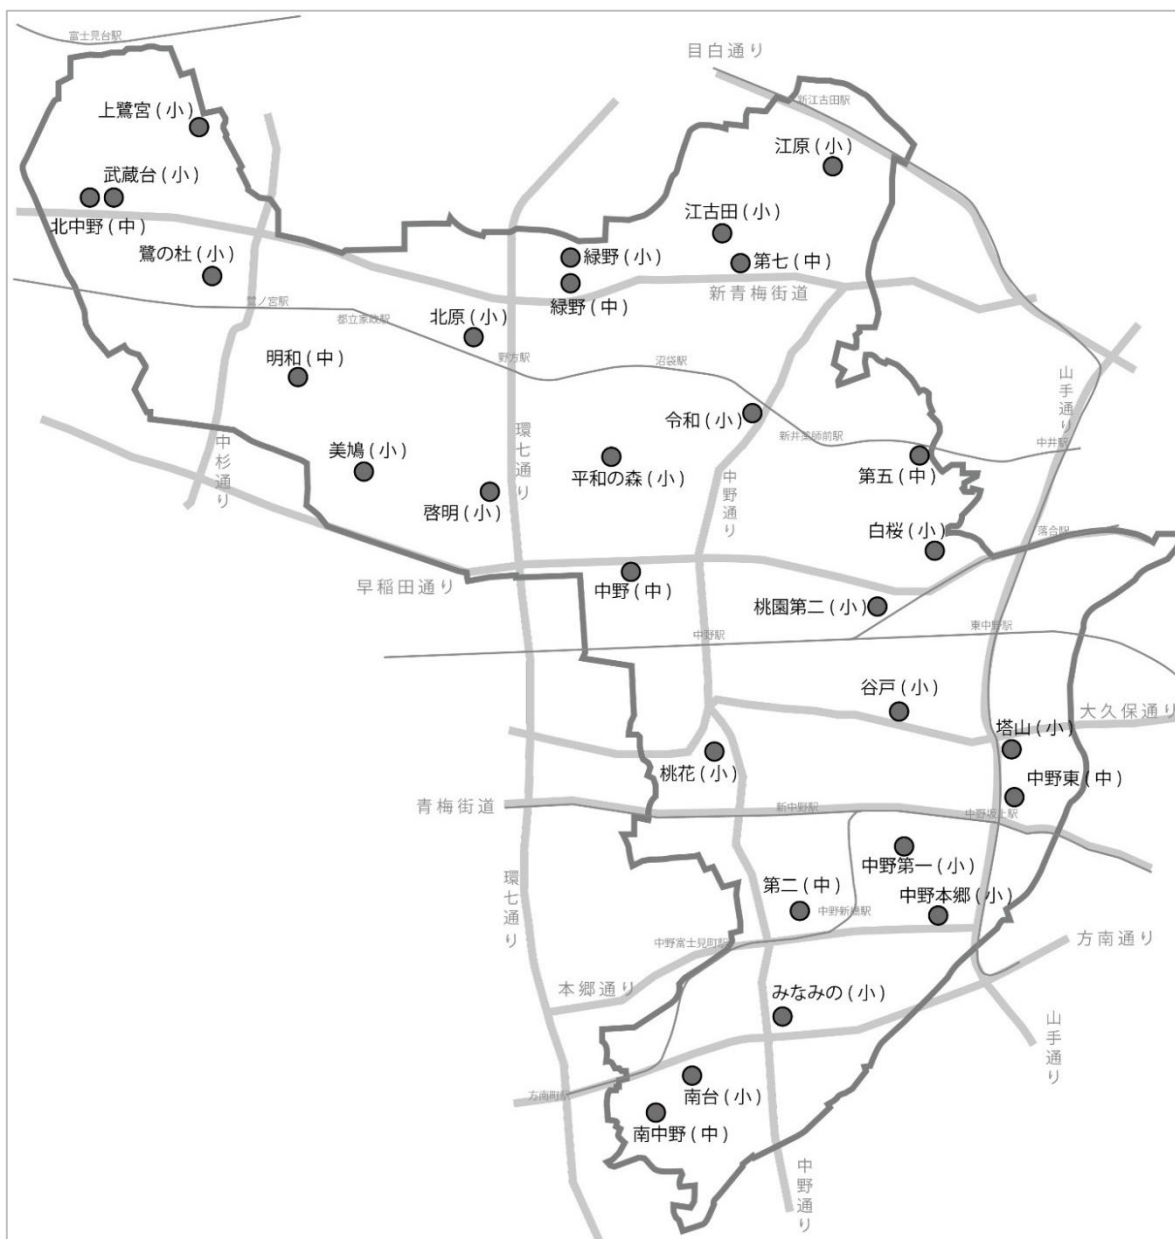 富士見台駅
目白通り
新江古田駅
上鷺宮 ( 小 )
江原 ( 小 )
武蔵台 ( 小 )
北中野 ( 中 )
江古田 ( 小 )
鷺の杜 ( 小 )
緑野 ( 小 )
第七 ( 中 )
新青梅街道
緑野 ( 中 )
鷺ノ宮駅
都立家政駅
北原 ( 小 )
野方駅
沼袋駅
明和 ( 中 )
山手通り
令和 ( 小 )
新井薬師前駅
中井駅
中杉通り
環七通り
美鳩 ( 小 )
平和の森 ( 小 )
中野通り
第五 ( 中 )
啓明 ( 小 )
白桜 ( 小 )
落合駅
早稲田通り
中野 ( 中 )
桃園第二 ( 小 )
中野駅
東中野駅
谷戸 ( 小 )
大久保通り
塔山 ( 小 )
桃花 ( 小 )
中野東 ( 中 )
青梅街道
新中野駅
中野坂上駅
中野第一 ( 小 )
環七通り
第二 ( 中 )
中野本郷 ( 小 )
中野新橋駅
中野富士見町駅
方南通り
本郷通り
みなみの ( 小 )
山手通り
方南町駅
南台 ( 小 )
南中野 ( 中 )
中野通り